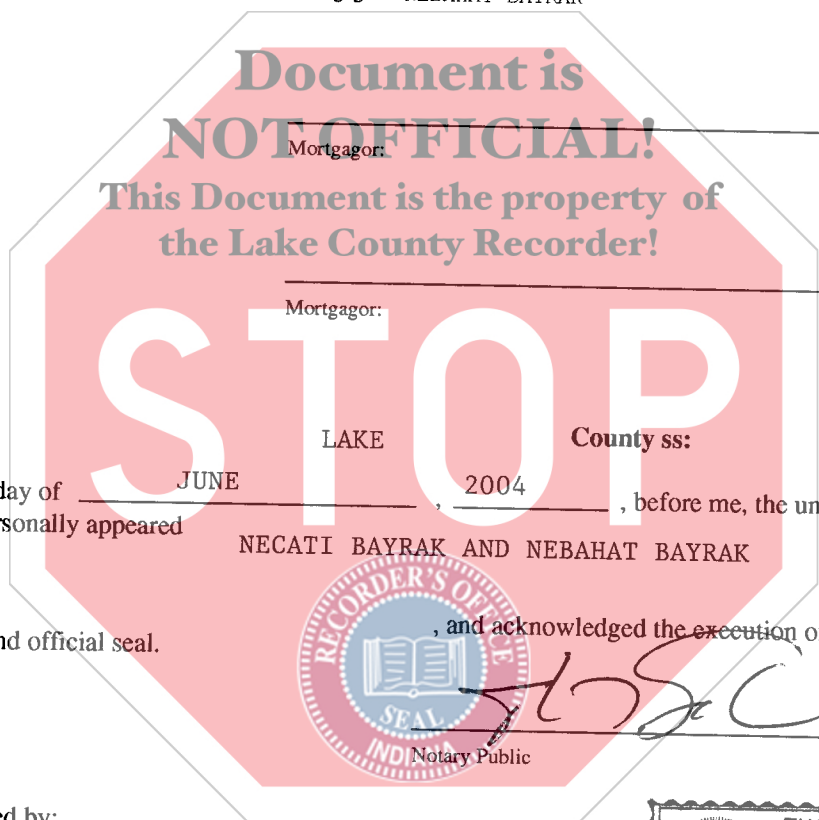 Document is
NOT OFFICIAL!
Mortgagor:
This Document is the property of
the Lake County Recorder!
Mortgagor:
STOP
LAKE County ss:
day of JUNE , 2004 , before me, the un
rsonally appeared
NECATI BAYRAK AND NEBAHAT BAYRAK
RECORDER'S OFFICE
, and acknowledged the execution o
nd official seal.
SEAL
INDIANA
Notary Public
ed by: